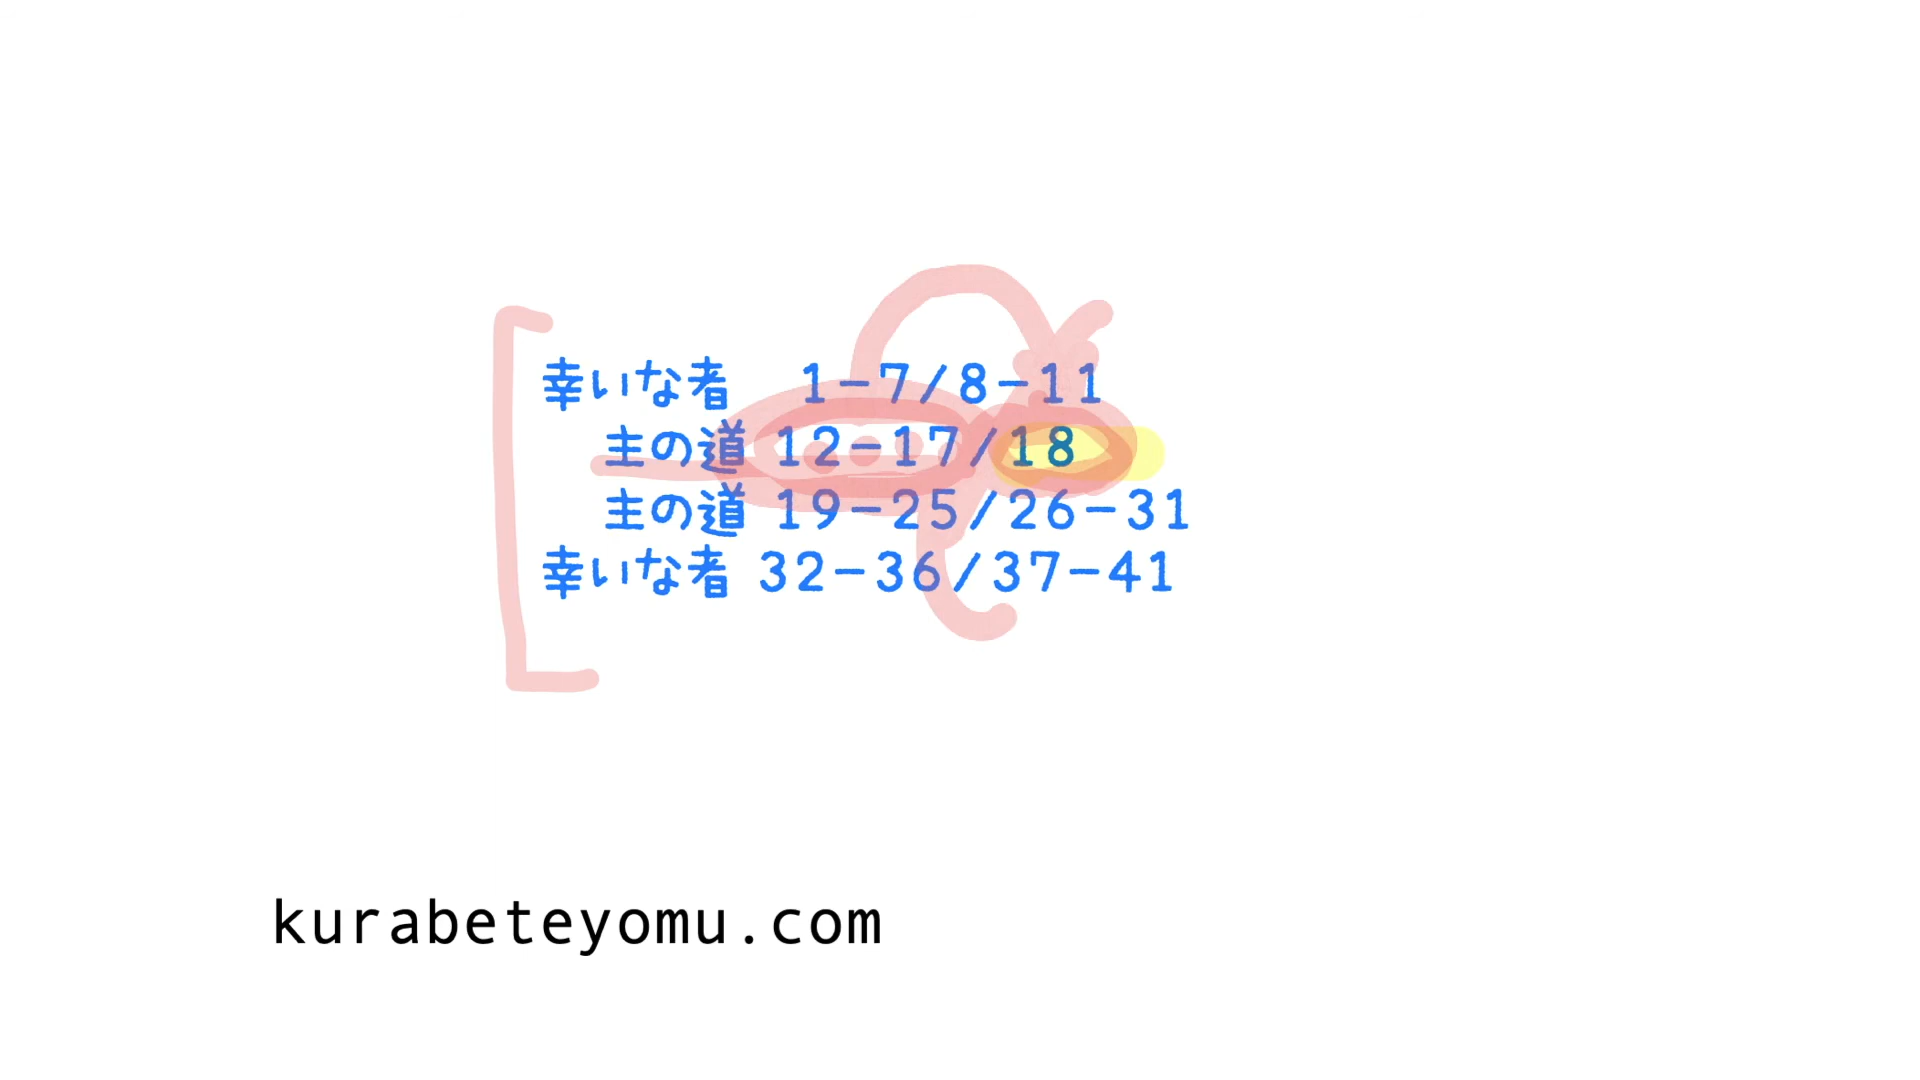 幸いな者 1-7/8-11
主の道 12-17/18
主の道 19-25/26-31
幸いな者 32-36/37-41
kurabeteyomu.com